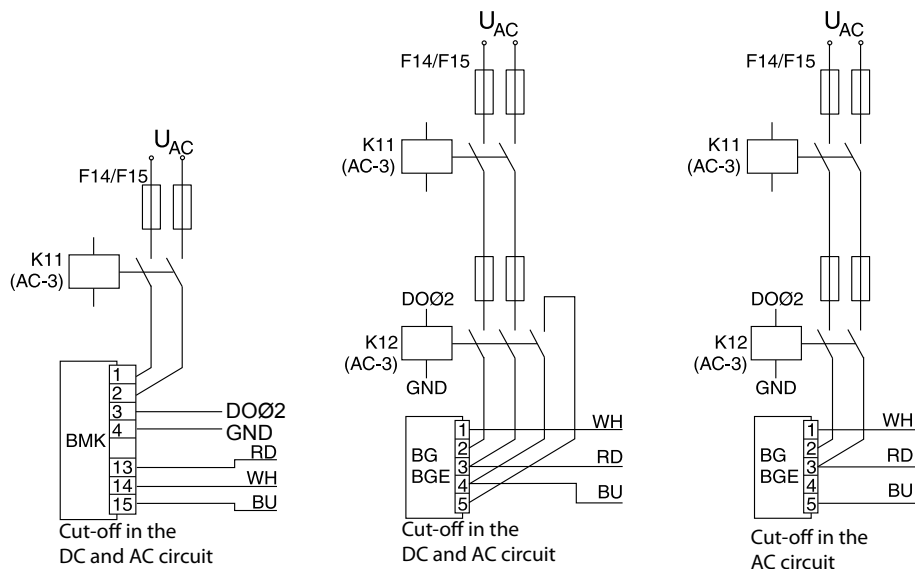 U_AC
F14/F15
K11
(AC-3)
BMK
1
2
3
4
13
14
15
DOØ2
GND
RD
WH
BU
Cut-off in the
DC and AC circuit
U_AC
F14/F15
K11
(AC-3)
DOØ2
K12
(AC-3)
GND
BG
BGE
1
2
3
4
5
WH
RD
BU
Cut-off in the
DC and AC circuit
U_AC
F14/F15
K11
(AC-3)
DOØ2
K12
(AC-3)
GND
BG
BGE
1
2
3
4
5
WH
RD
BU
Cut-off in the
AC circuit